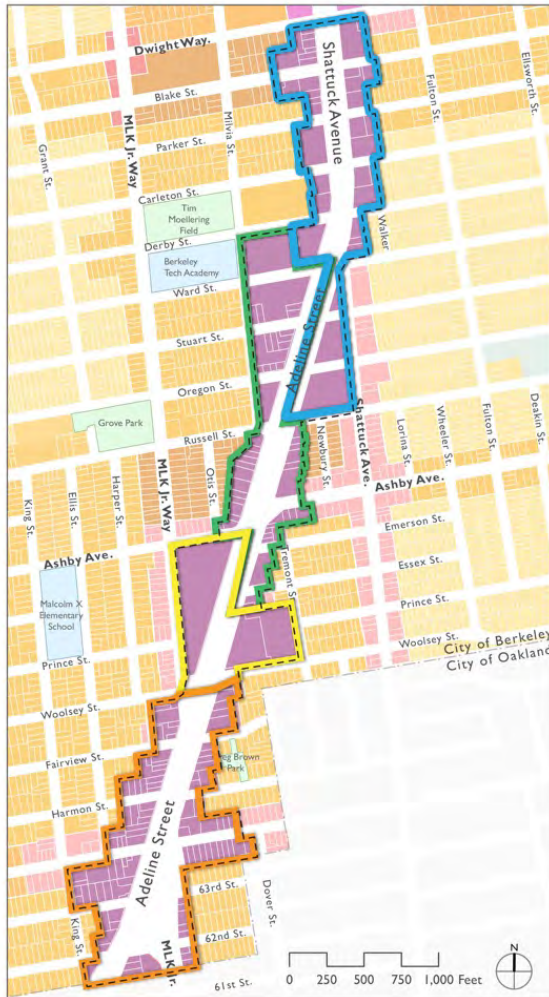 Dwight Way.
Shattuck Avenue
Ellsworth St.
Fulton St.
Blake St.
MLK Jr. Way
Milvia St.
Grant St.
Parker St.
Carleton St.
Tim
Moellering
Field
Derby St.
Walker
Berkeley
Tech Academy
Ward St.
Adeline Street
Stuart St.
Oregon St.
Grove Park
Russell St.
Shattuck Ave.
Newbury St.
Lorina St.
Wheeler St.
Fulton St.
Deakin St.
King St.
Ellis St.
Harper St.
MLK Jr. Way
Otis St.
Ashby Ave.
Ashby Ave.
Emerson St.
Tremont St.
Essex St.
Malcolm X
Elementary
School
Prince St.
Prince St.
Woolsey St.
City of Berkeley
City of Oakland
Woolsey St.
Fairview St.
Park
Harmon St.
Adeline Street
63rd St.
Dover St.
King St.
62nd St.
MLK Jr.
61st St.
N
0 250 500 750 1,000 Feet